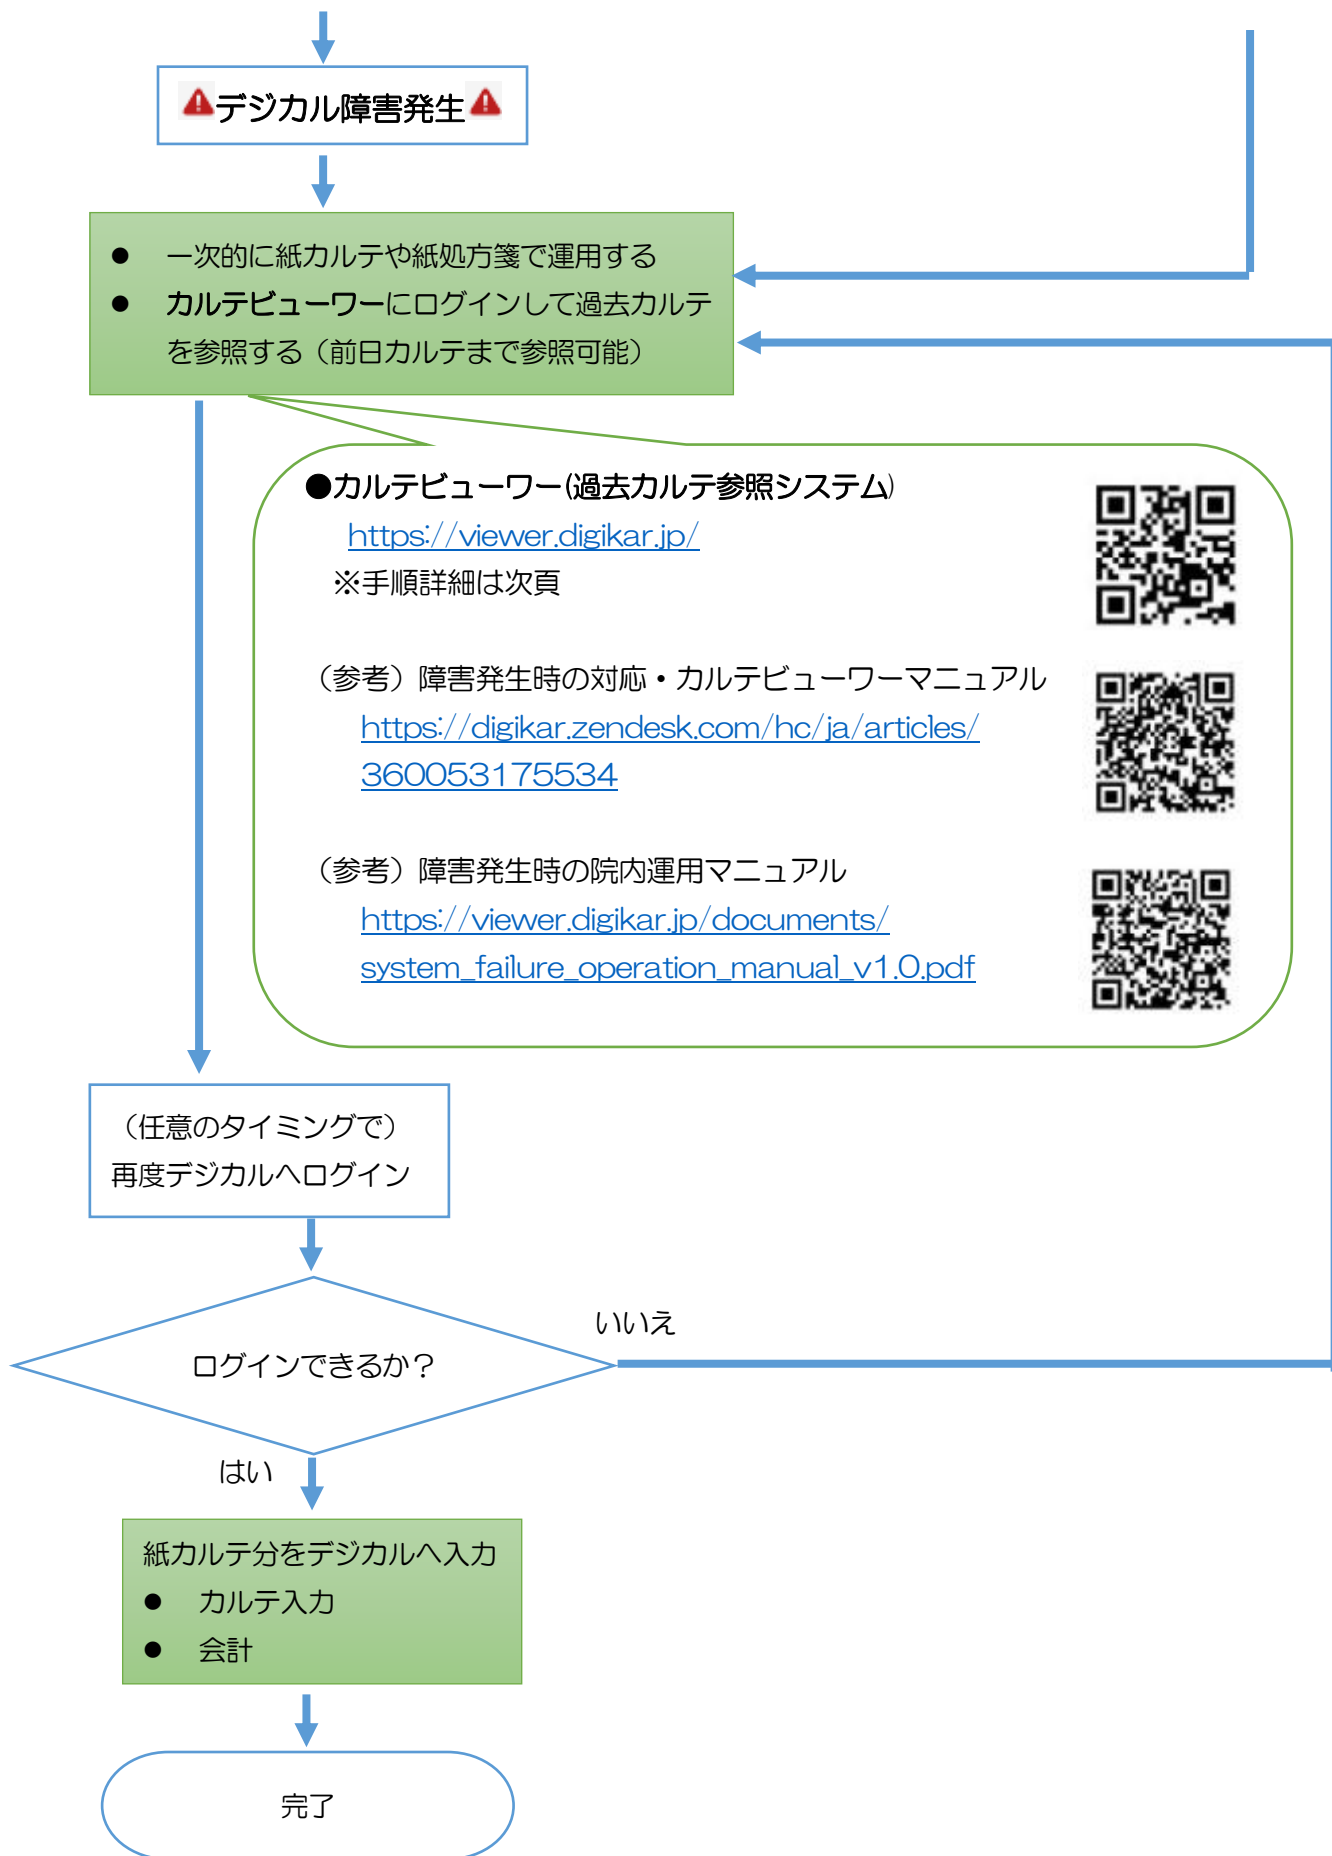 デジカル障害発生
● 一次的に紙カルテや紙処方箋で運用する
● カルテビューワーにログインして過去カルテ
を参照する（前日カルテまで参照可能）
●カルテビューワー(過去カルテ参照システム)
https://viewer.digikar.jp/
※手順詳細は次頁
（参考）障害発生時の対応・カルテビューワーマニュアル
https://digikar.zendesk.com/hc/ja/articles/
360053175534
（参考）障害発生時の院内運用マニュアル
https://viewer.digikar.jp/documents/
system_failure_operation_manual_v1.0.pdf
（任意のタイミングで）
再度デジカルへログイン
いいえ
ログインできるか？
はい
紙カルテ分をデジカルへ入力
● カルテ入力
● 会計
完了